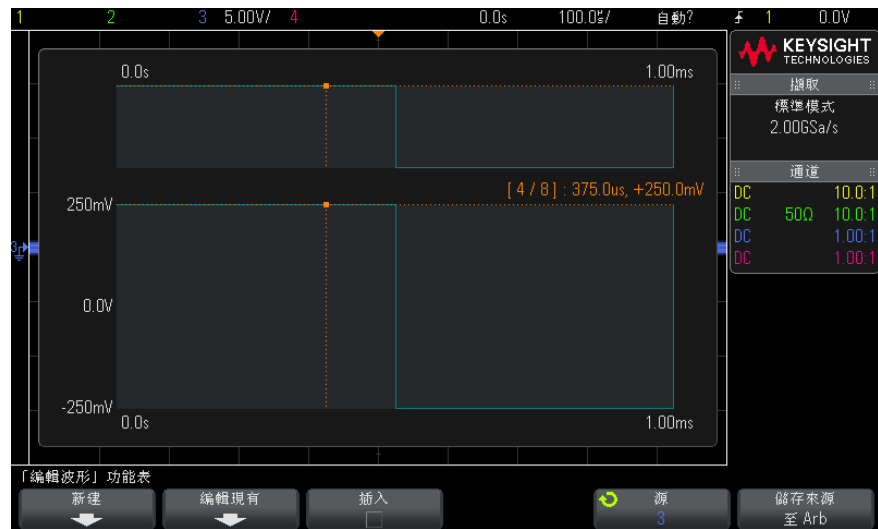 1 2 3 5.00V/ 4 0.0s 100.0us/ 自動? 1 0.0V
KEYSIGHT
TECHNOLOGIES
擷取
標準模式
2.00GSa/s
通道
DC 10.0:1
DC 50Ω 10.0:1
DC 1.00:1
DC 1.00:1
0.0s 1.00ms
[ 4 / 8 ] : 375.0us, +250.0mV
250mV
3
0.0V
-250mV
0.0s 1.00ms
「編輯波形」功能表
新建
編輯現有
插入
源
3
儲存來源
至 Arb